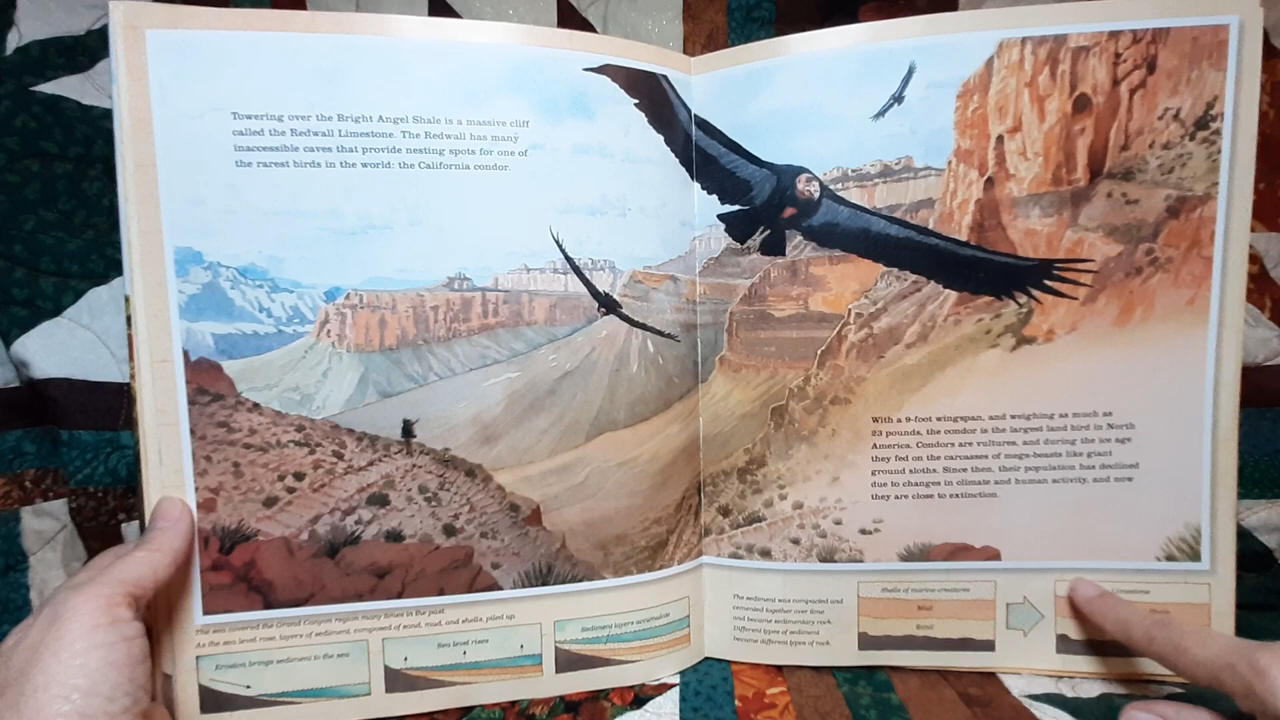 Towering over the Bright Angel Shale is a massive cliff
called the Redwall Limestone. The Redwall has many
inaccessible caves that provide nesting spots for one of
the rarest birds in the world: the California condor.
With a 9-foot wingspan, and weighing as much as
23 pounds, the condor is the largest land bird in North
America. Condors are vultures, and during the ice age
they fed on the carcasses of mega-beasts like giant
ground sloths. Since then, their population has declined
due to changes in climate and human activity, and now
they are close to extinction.
The sea covered the Grand Canyon region many times in the past.
As the sea level rose, layers of sediment, composed of sand, mud, and shells, piled up.
Erosion brings sediment to the sea
Sea level rises
Sediment layers accumulate
The sediment was compacted and
cemented together over time
and became sedimentary rock.
Different types of sediment
became different types of rock.
Shells of marine creatures
Mud
Sand
Limestone
Shale